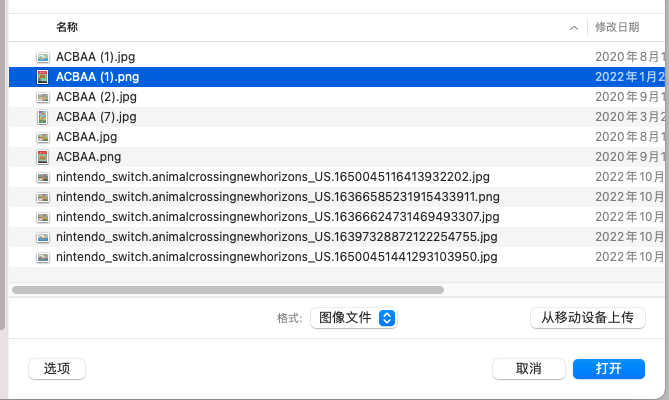 名称 修改日期
ACBAA (1).jpg 2020年8月1
ACBAA (1).png 2022年1月2
ACBAA (2).jpg 2020年9月1
ACBAA (7).jpg 2020年3月2
ACBAA.jpg 2020年8月1
ACBAA.png 2020年9月1
nintendo_switch.animalcrossingnewhorizons_US.1650045116413932202.jpg 2022年10月
nintendo_switch.animalcrossingnewhorizons_US.16366585231915433911.png 2022年10月
nintendo_switch.animalcrossingnewhorizons_US.16366624731469493307.jpg 2022年10月
nintendo_switch.animalcrossingnewhorizons_US.16397328872122254755.jpg 2022年10月
nintendo_switch.animalcrossingnewhorizons_US.16500451441293103950.jpg 2022年10月
格式: 图像文件 从移动设备上传
选项 取消 打开